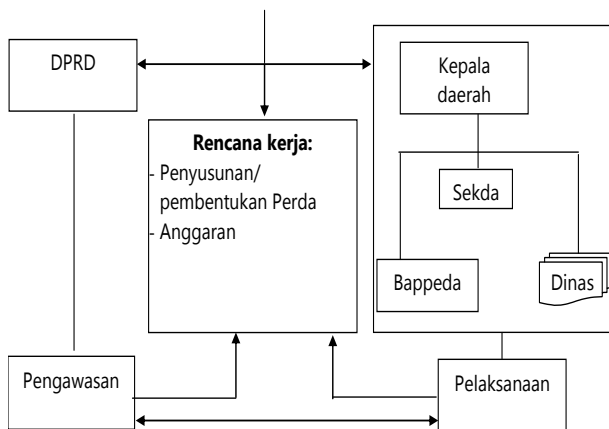 DPRD
Kepala
daerah
Rencana kerja:
- Penyusunan/
pembentukan Perda
- Anggaran
Sekda
Bappeda
Dinas
Pengawasan
Pelaksanaan